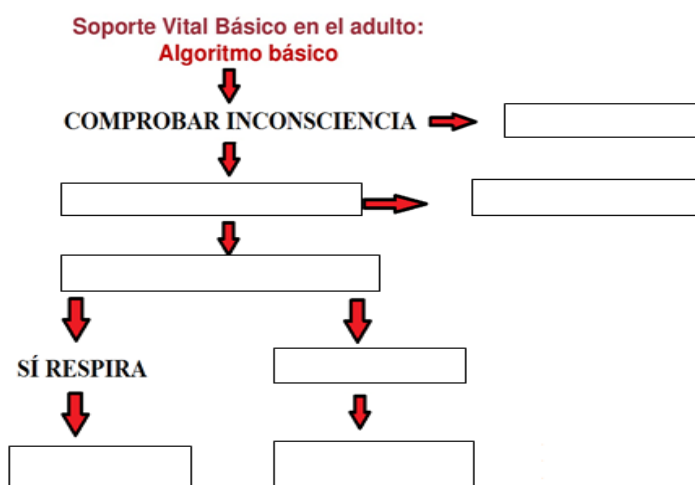 Soporte Vital Básico en el adulto:
Algoritmo básico
COMPROBAR INCONSCIENCIA
SÍ RESPIRA